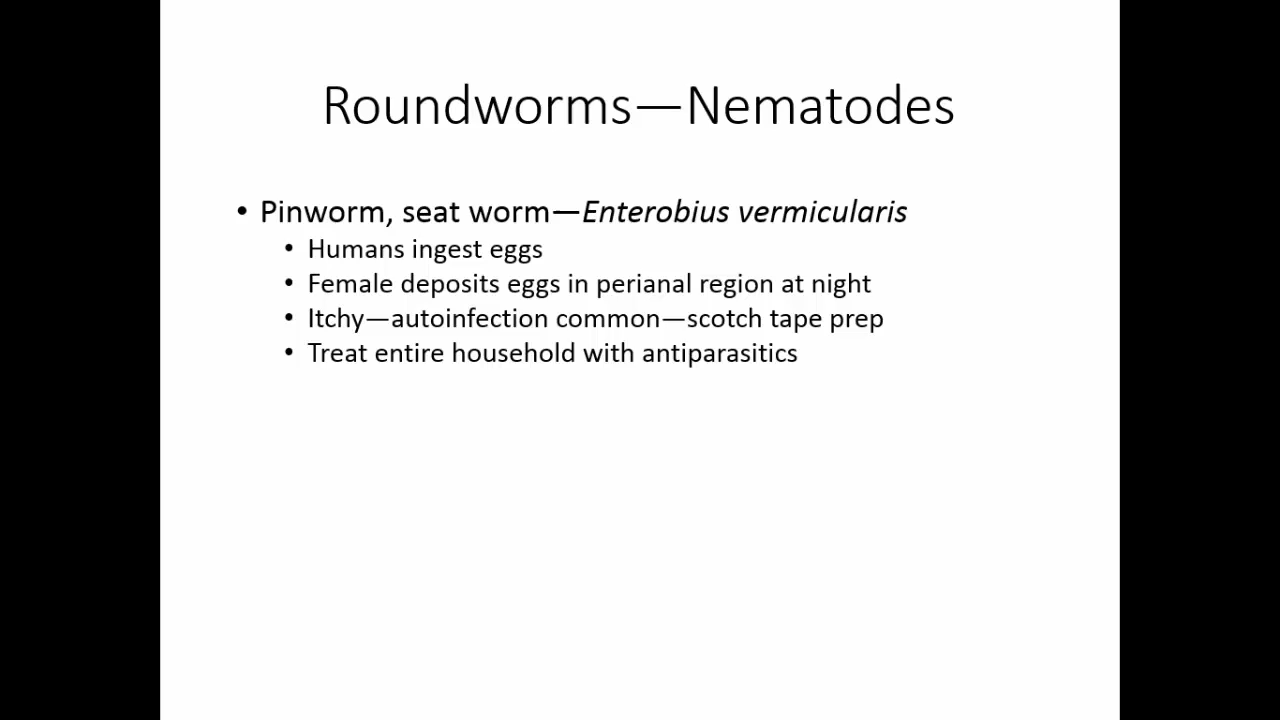 Roundworms—Nematodes
• Pinworm, seat worm—Enterobius vermicularis
• Humans ingest eggs
• Female deposits eggs in perianal region at night
• Itchy—autoinfection common—scotch tape prep
• Treat entire household with antiparasitics